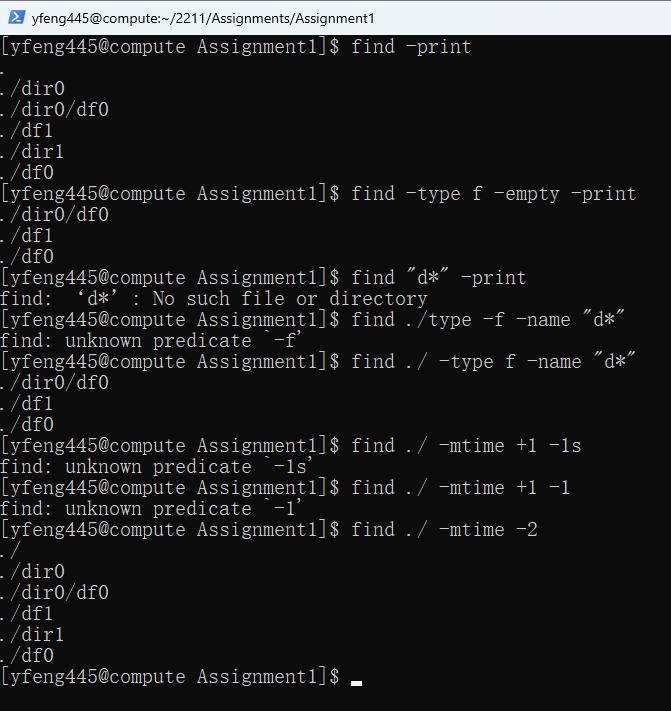 yfeng445@compute:~/2211/Assignments/Assignment1
[yfeng445@compute Assignment1]$ find -print
.
./dir0
./dir0/df0
./df1
./dir1
./df0
[yfeng445@compute Assignment1]$ find -type f -empty -print
./dir0/df0
./df1
./df0
[yfeng445@compute Assignment1]$ find "d*" -print
find: ‘d*’: No such file or directory
[yfeng445@compute Assignment1]$ find ./type -f -name "d*"
find: unknown predicate `-f'
[yfeng445@compute Assignment1]$ find ./ -type f -name "d*"
./dir0/df0
./df1
./df0
[yfeng445@compute Assignment1]$ find ./ -mtime +1 -1s
find: unknown predicate `-1s'
[yfeng445@compute Assignment1]$ find ./ -mtime +1 -1
find: unknown predicate `-1'
[yfeng445@compute Assignment1]$ find ./ -mtime -2
./
./dir0
./dir0/df0
./df1
./dir1
./df0
[yfeng445@compute Assignment1]$